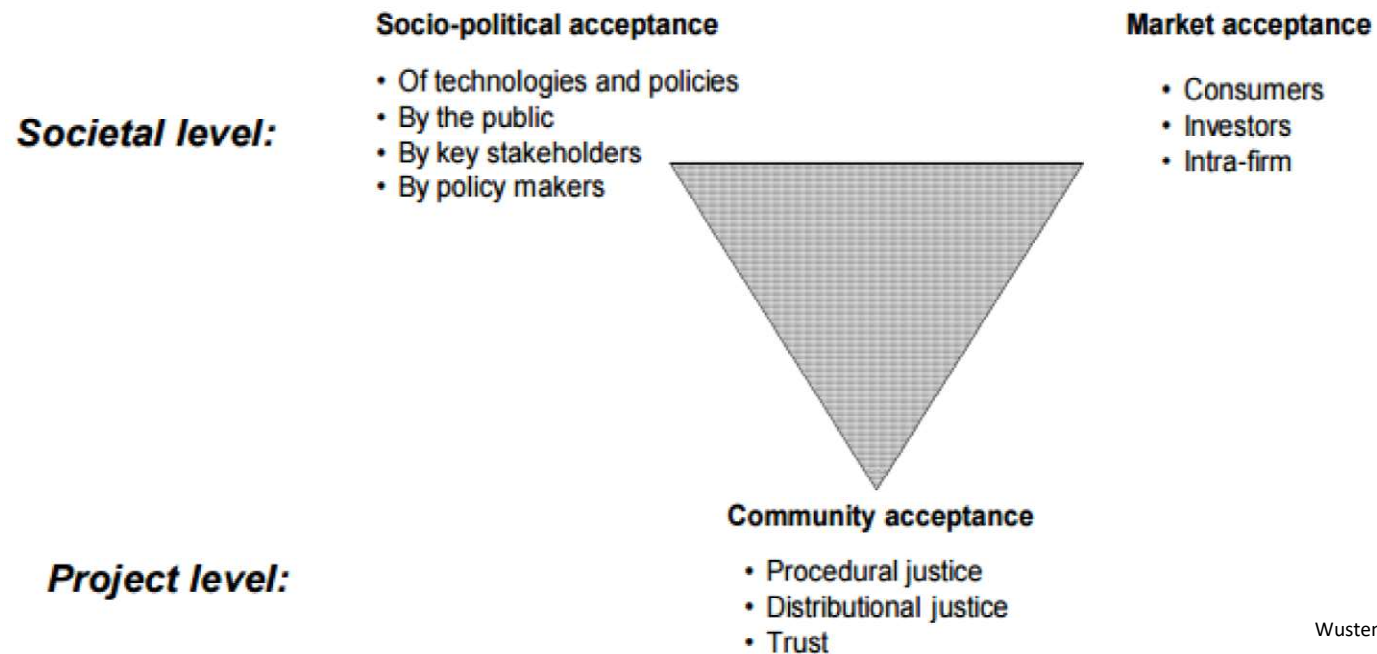 Socio-political acceptance
• Of technologies and policies
• By the public
• By key stakeholders
• By policy makers
Market acceptance
• Consumers
• Investors
• Intra-firm
Societal level:
Community acceptance
• Procedural justice
• Distributional justice
• Trust
Project level:
Wuster